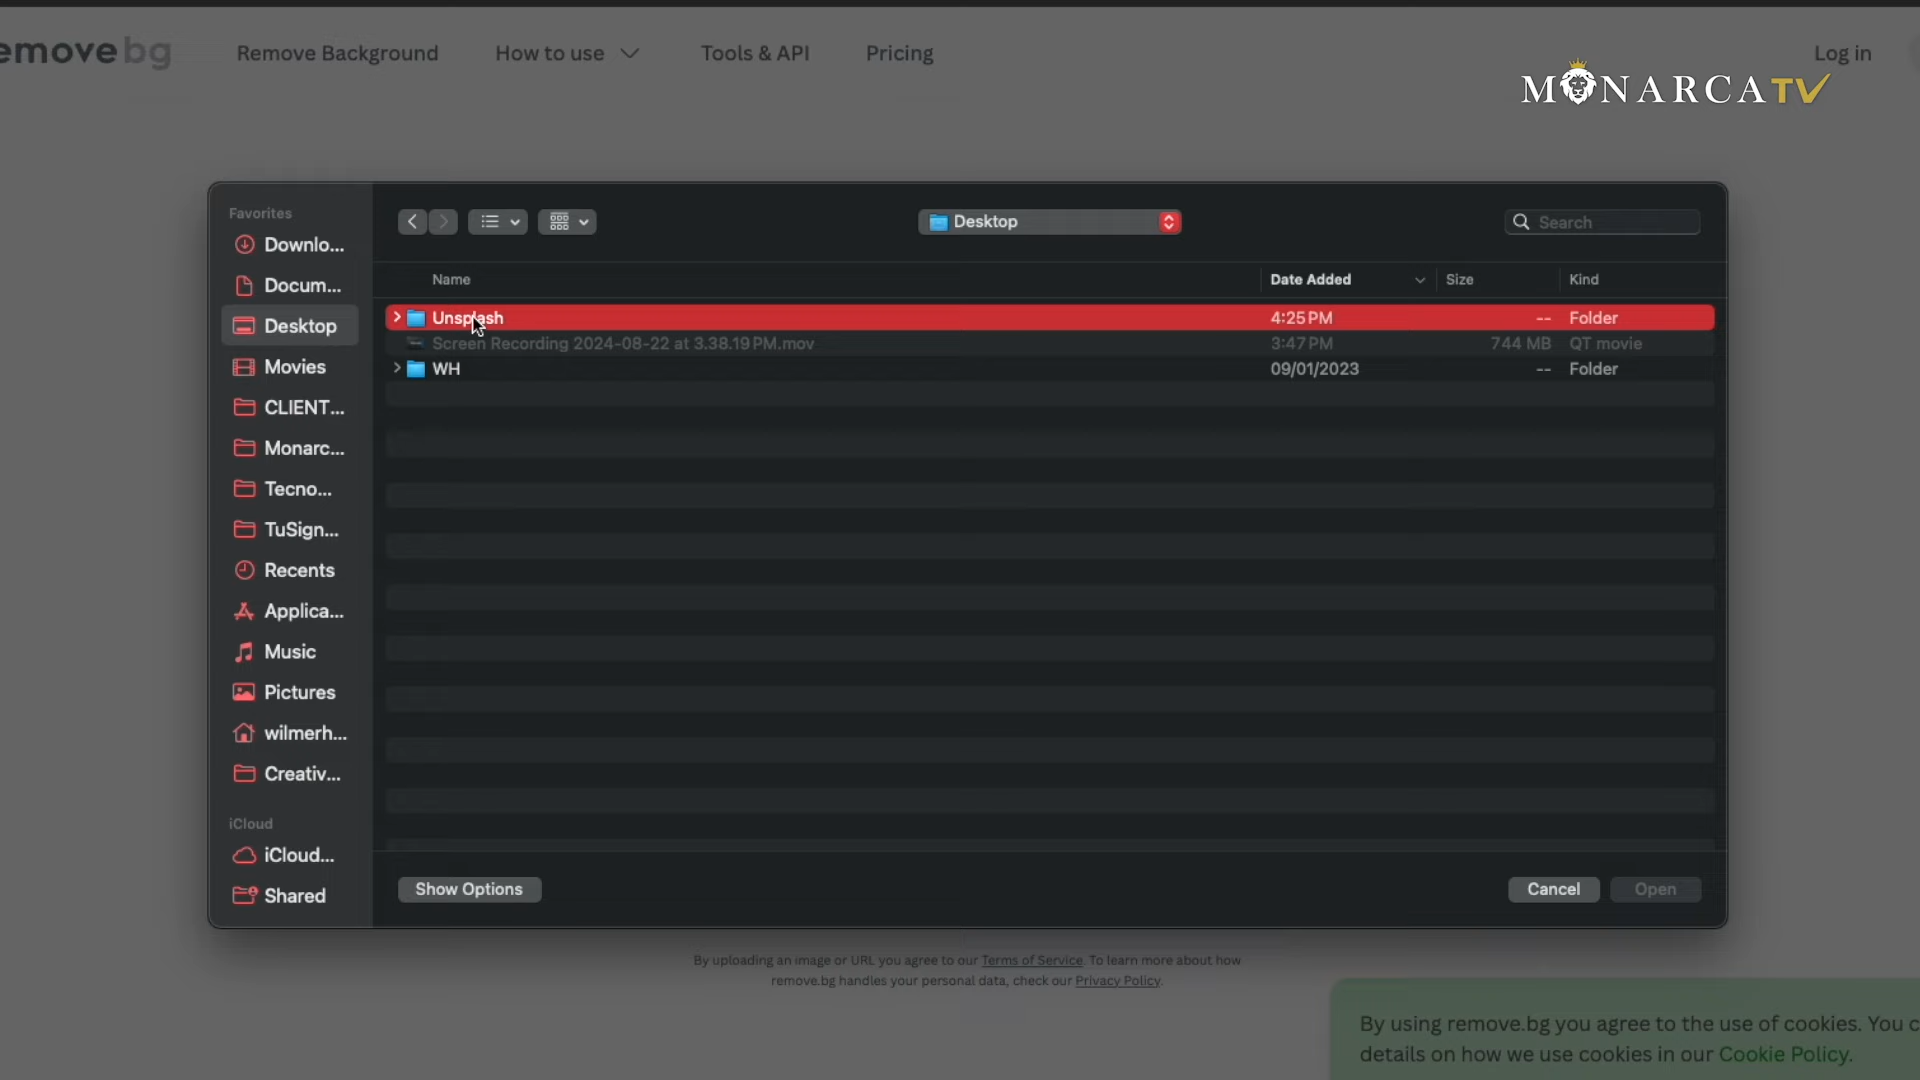 emove bg
Remove Background
How to use
Tools & API
Pricing
Log in
MONARCATV
Favorites
Downlo...
Docum...
Desktop
Movies
CLIENT...
Monarc...
Tecno...
TuSign...
Recents
Applica...
Music
Pictures
wilmerh...
Creativ...
iCloud
iCloud...
Shared
Desktop
Search
Name Date Added Size Kind
Unsplash 4:25 PM -- Folder
Screen Recording 2024-08-22 at 3.38.19 PM.mov 3:47 PM 744 MB QT movie
WH 09/01/2023 -- Folder
Show Options
Cancel
Open
By uploading an image or URL you agree to our Terms of Service. To learn more about how
remove.bg handles your personal data, check our Privacy Policy.
By using remove.bg you agree to the use of cookies. You c
details on how we use cookies in our Cookie Policy.